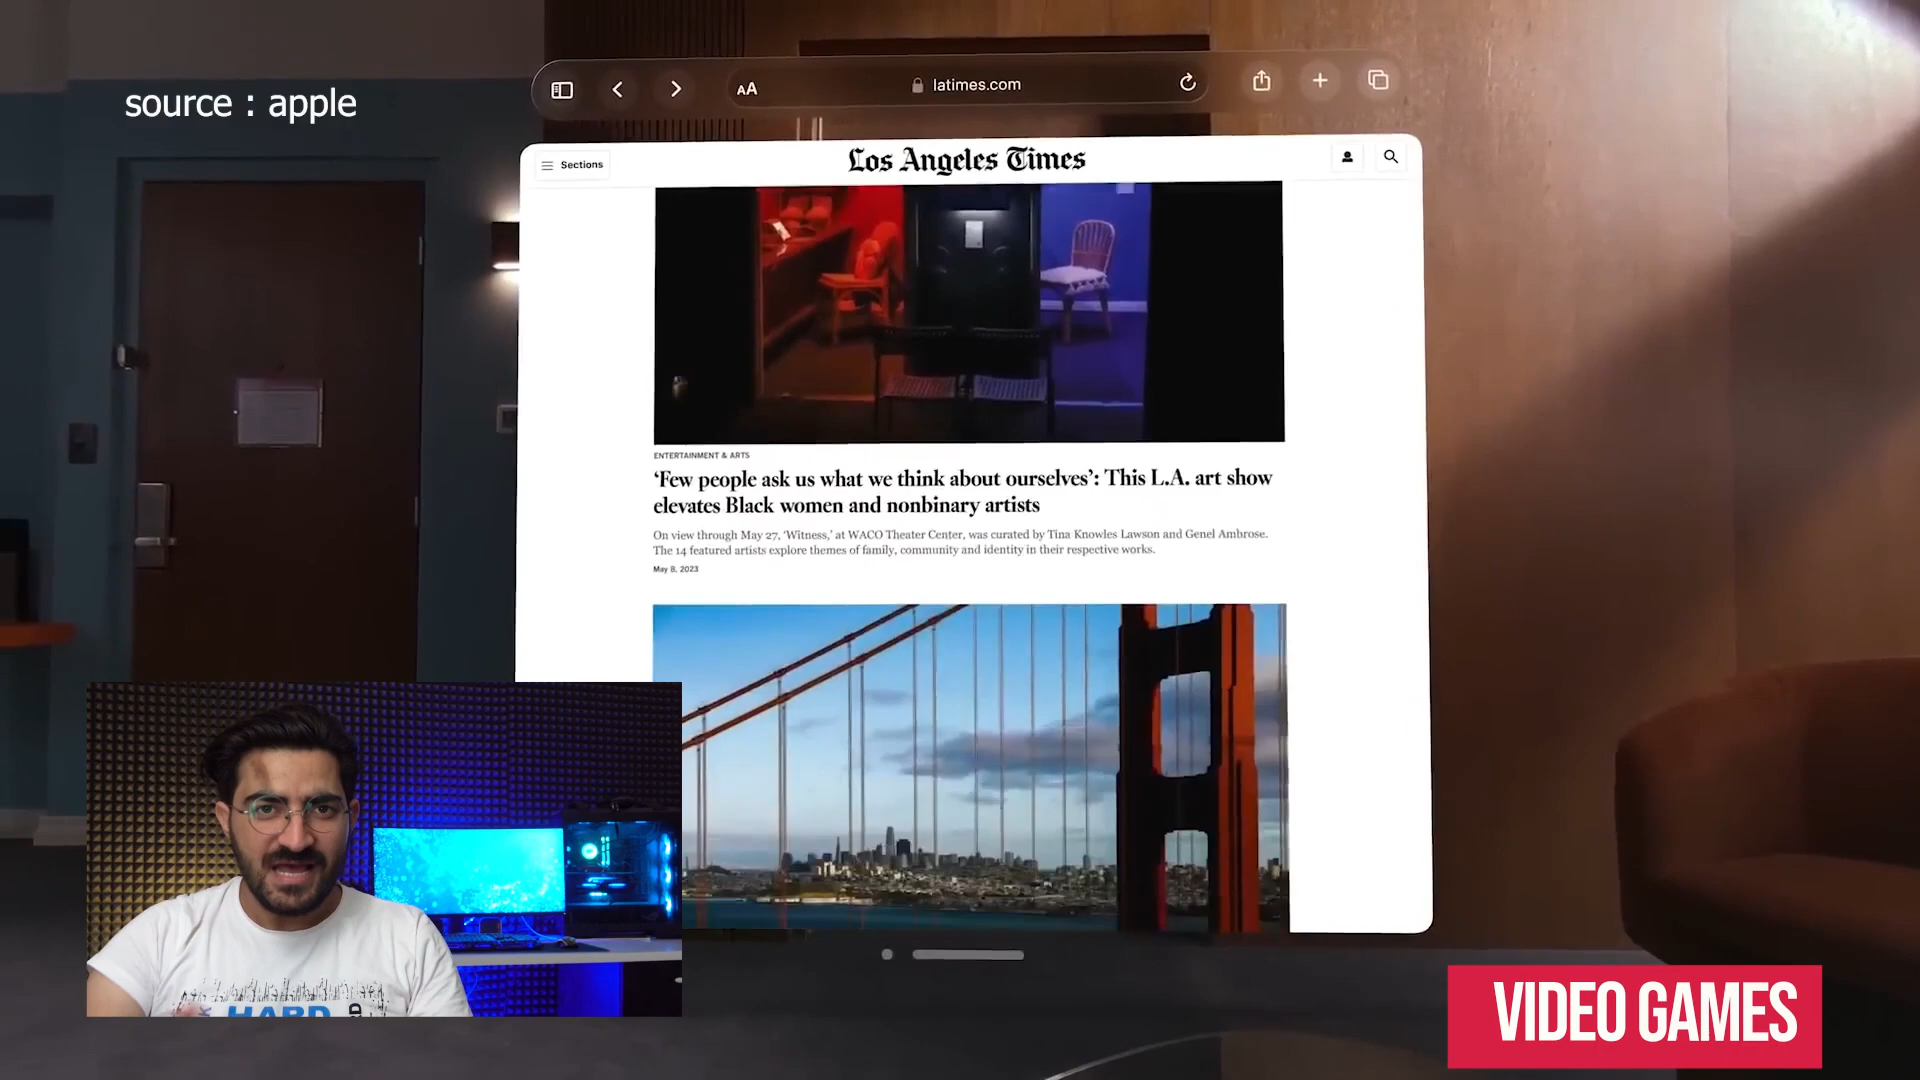 source : apple
AA
latimes.com
Sections
Los Angeles Times
ENTERTAINMENT & ARTS
‘Few people ask us what we think about ourselves’: This L.A. art show
elevates Black women and nonbinary artists
On view through May 27, ‘Witness,’ at WACO Theater Center, was curated by Tina Knowles Lawson and Genel Ambrose.
The 14 featured artists explore themes of family, community and identity in their respective works.
May 8, 2023
HARD
VIDEO GAMES